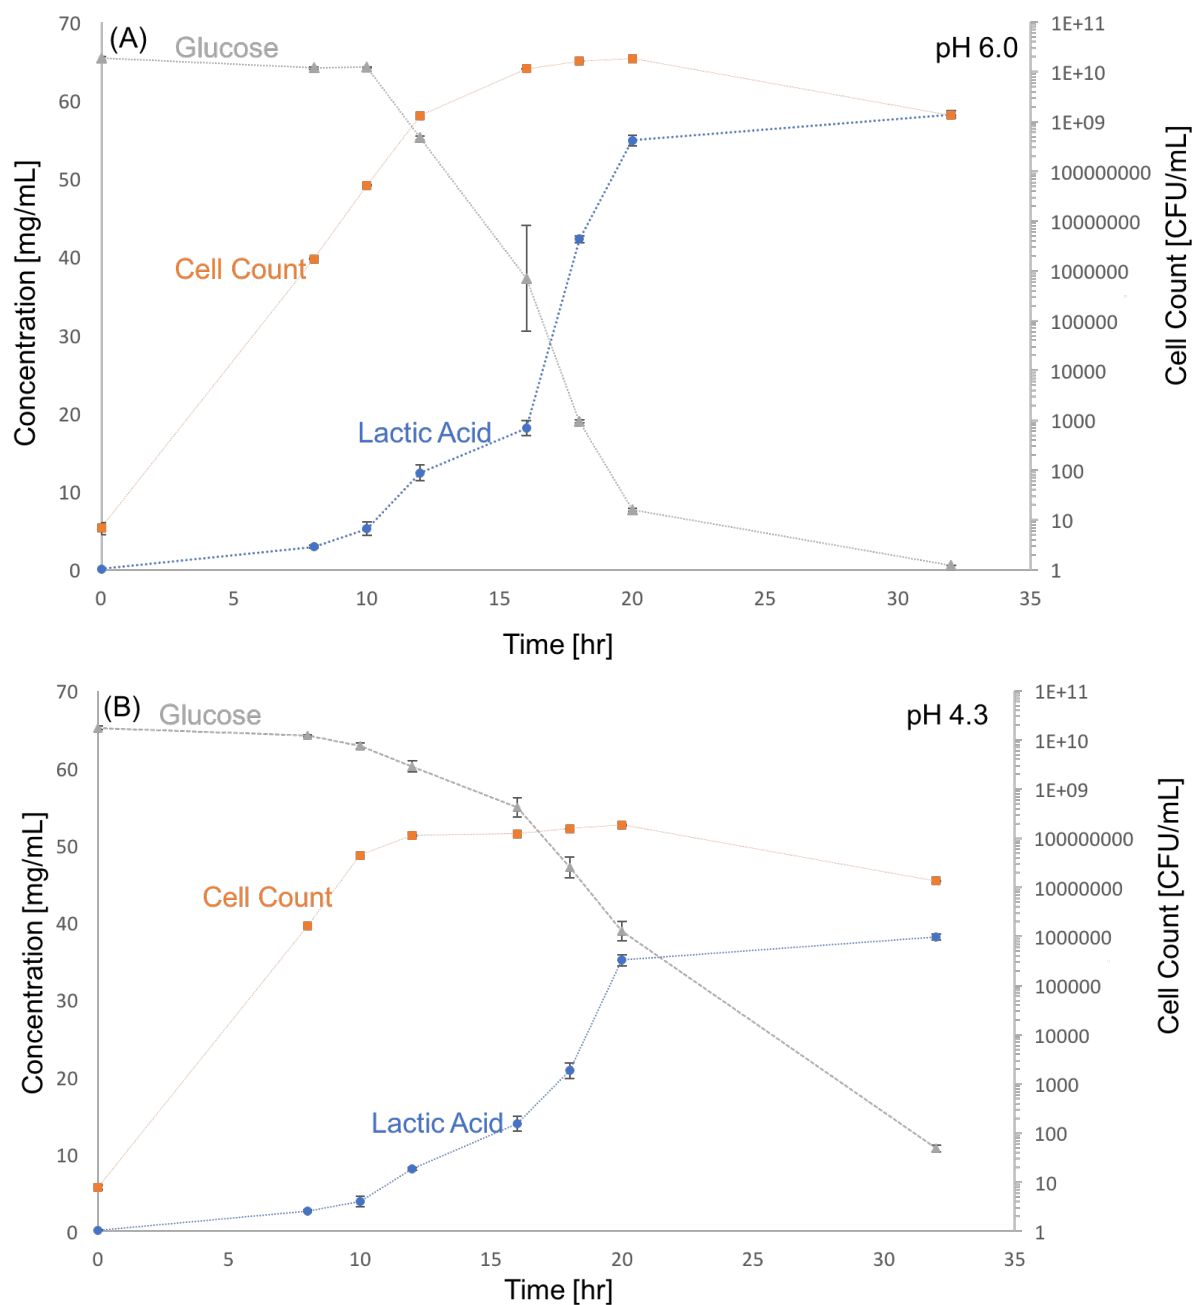 70
(A)
Glucose
pH 6.0
1E+11
60
1E+10
1E+09
50
100000000
10000000
40
Cell Count
1000000
30
100000
10000
20
Lactic Acid
1000
100
10
10
0
1
0 5 10 15 20 25 30 35
Concentration [mg/mL]
Cell Count [CFU/mL]
Time [hr]
70
(B)
Glucose
pH 4.3
1E+11
60
1E+10
1E+09
50
100000000
Cell Count
10000000
40
1000000
30
100000
10000
20
1000
Lactic Acid
100
10
10
0
1
0 5 10 15 20 25 30 35
Concentration [mg/mL]
Cell Count [CFU/mL]
Time [hr]